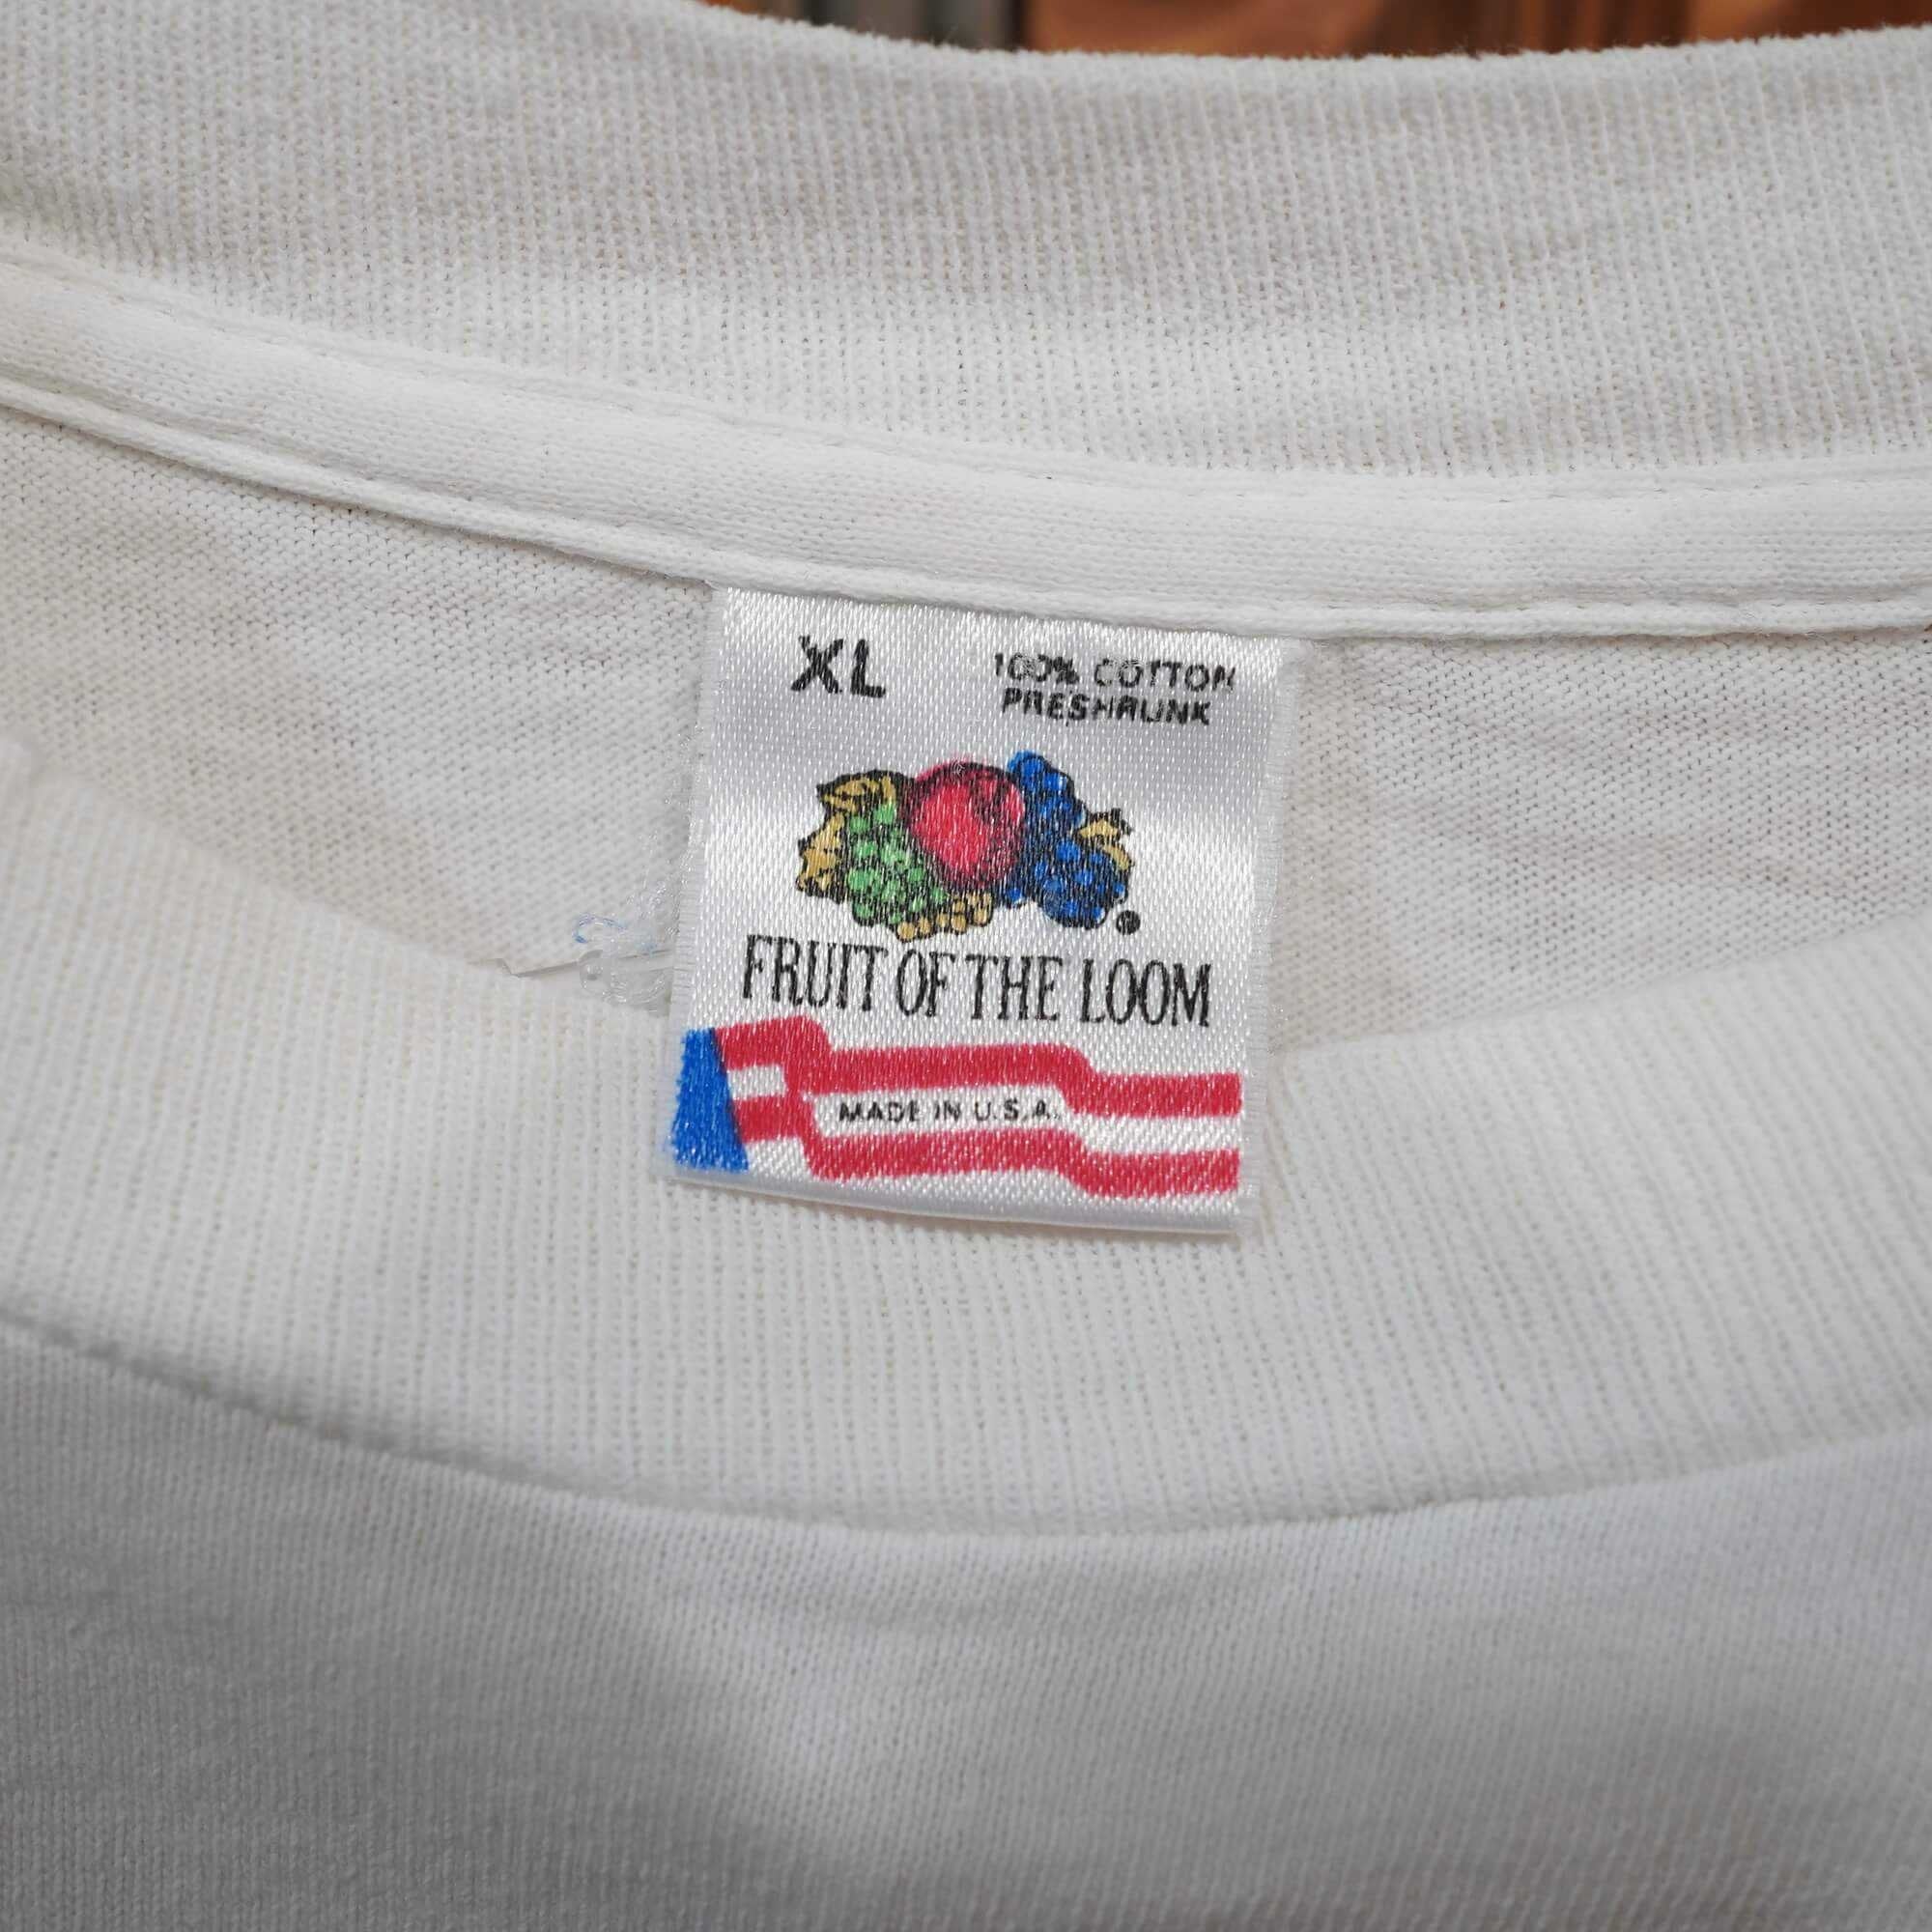 XL
100% COTTON
PRESHRUNK
FRUIT OF THE LOOM
MADE IN U.S.A.